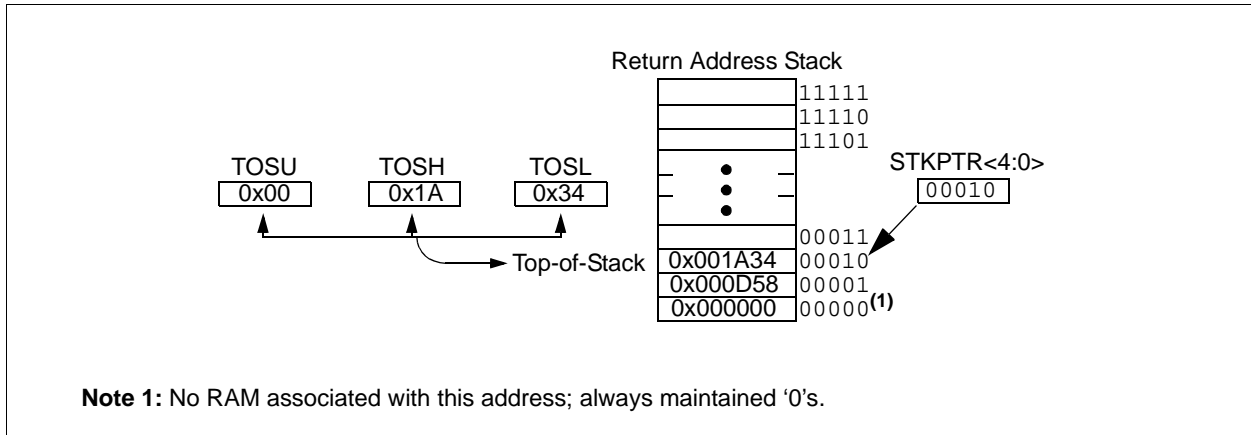 Return Address Stack
11111
11110
11101
TOSU TOSH TOSL
0x00 0x1A 0x34
STKPTR<4:0>
00010
00011
Top-of-Stack 0x001A34 00010
0x000D58 00001
0x000000 00000(1)
Note 1: No RAM associated with this address; always maintained ‘0’s.